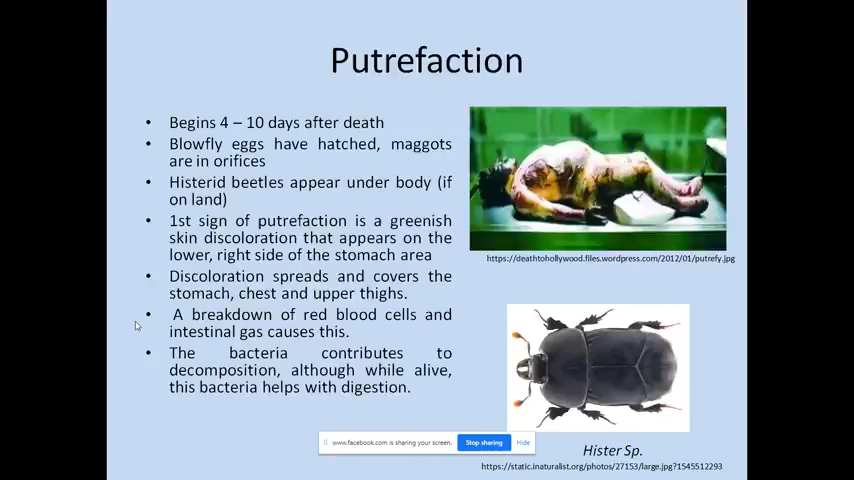 Putrefaction
• Begins 4 – 10 days after death
• Blowfly eggs have hatched, maggots
are in orifices
• Histerid beetles appear under body (if
on land)
• 1st sign of putrefaction is a greenish
skin discoloration that appears on the
lower, right side of the stomach area
• Discoloration spreads and covers the
stomach, chest and upper thighs.
• A breakdown of red blood cells and
intestinal gas causes this.
• The bacteria contributes to
decomposition, although while alive,
this bacteria helps with digestion.
https://deathtohollywood.files.wordpress.com/2012/01/putrefy.jpg
Hister Sp.
https://static.inaturalist.org/photos/27153/large.jpg?1545512293
www.facebook.com is sharing your screen. Stop sharing Hide